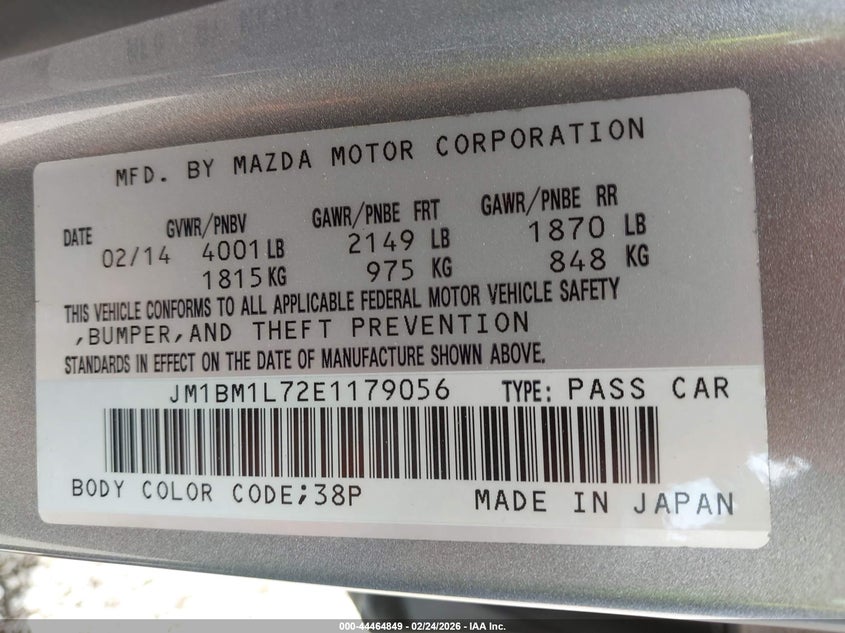 MFD. BY MAZDA MOTOR CORPORATION
DATE GVWR/PNBV GAWR/PNBE FRT GAWR/PNBE RR
02/14 4001 LB 2149 LB 1870 LB
1815 KG 975 KG 848 KG
THIS VEHICLE CONFORMS TO ALL APPLICABLE FEDERAL MOTOR VEHICLE SAFETY
,BUMPER,AND THEFT PREVENTION
STANDARDS IN EFFECT ON THE DATE OF MANUFACTURE SHOWN ABOVE.
JM1BM1L72E1179056 TYPE: PASS CAR
BODY COLOR CODE;38P MADE IN JAPAN
000-44464849 - 02/24/2026 - IAA Inc.